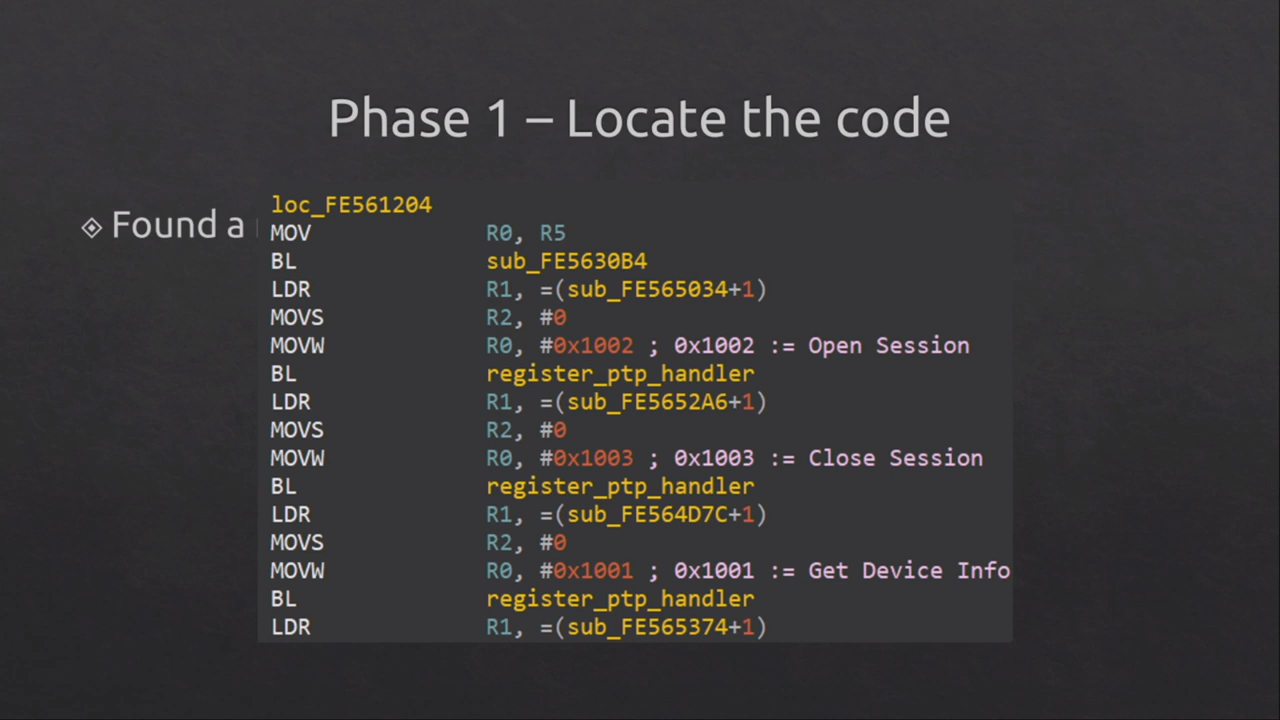 Phase 1 – Locate the code
Found a
loc_FE561204
MOV R0, R5
BL sub_FE5630B4
LDR R1, =(sub_FE565034+1)
MOVS R2, #0
MOVW R0, #0x1002 ; 0x1002 := Open Session
BL register_ptp_handler
LDR R1, =(sub_FE5652A6+1)
MOVS R2, #0
MOVW R0, #0x1003 ; 0x1003 := Close Session
BL register_ptp_handler
LDR R1, =(sub_FE564D7C+1)
MOVS R2, #0
MOVW R0, #0x1001 ; 0x1001 := Get Device Info
BL register_ptp_handler
LDR R1, =(sub_FE565374+1)